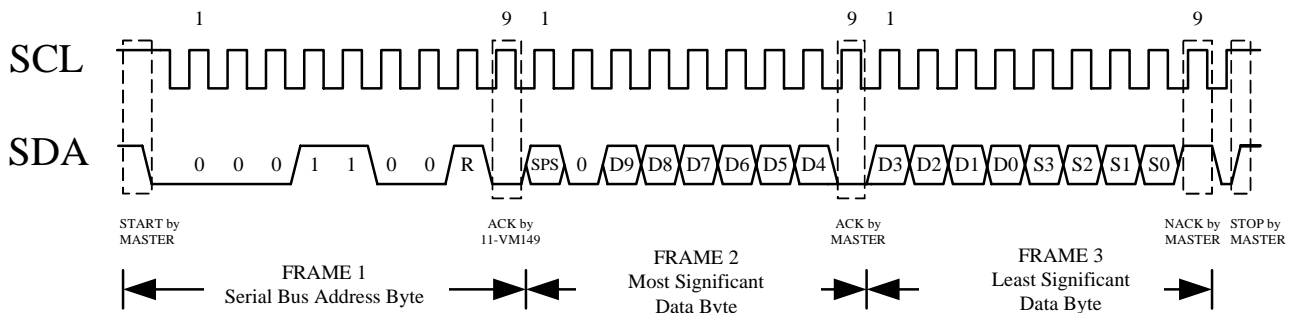 1 9 1 9 1 9
SCL
SDA
0 0 0 1 1 0 0 R SPS 0 D9 D8 D7 D6 D5 D4 D3 D2 D1 D0 S3 S2 S1 S0
START by
MASTER
ACK by
11-VM149
ACK by
MASTER
NACK by
MASTER
STOP by
MASTER
FRAME 1
Serial Bus Address Byte
FRAME 2
Most Significant
Data Byte
FRAME 3
Least Significant
Data Byte